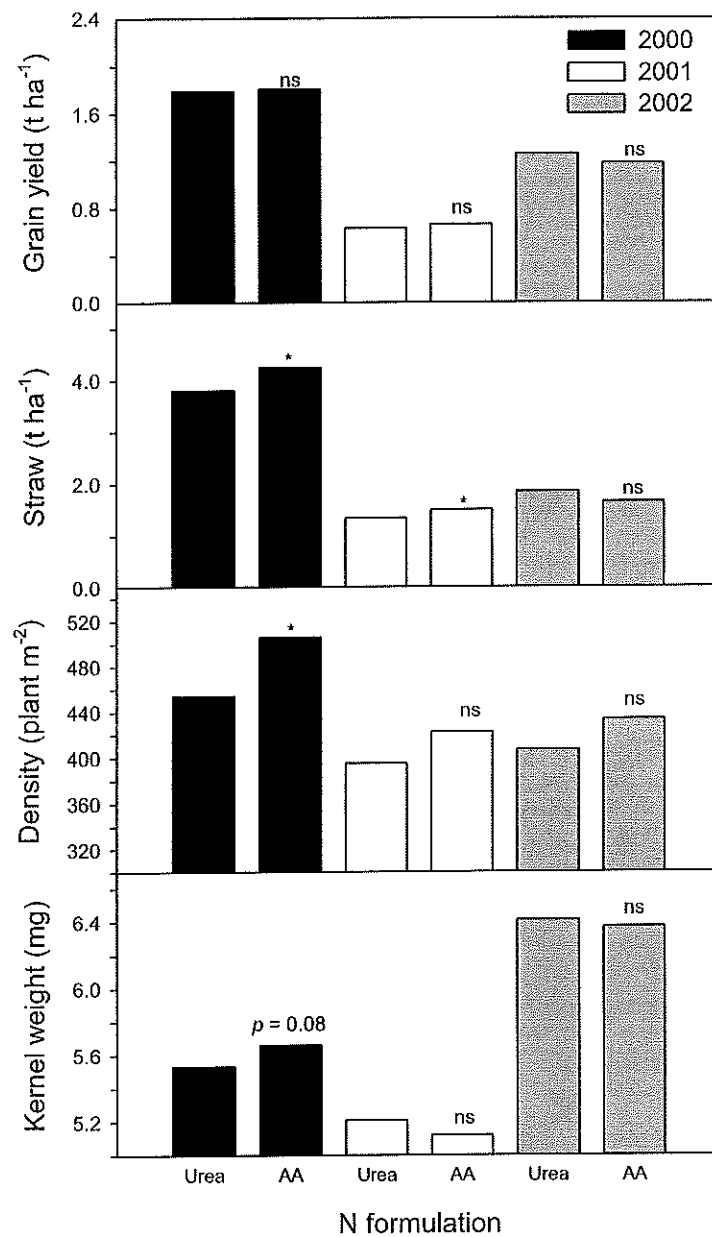 2.4
2000
2001
2002
Grain yield (t ha⁻¹)
1.6
0.8
0.0
ns
ns
ns
Straw (t ha⁻¹)
4.0
2.0
0.0
*
*
ns
Density (plant m⁻²)
520
480
440
400
360
320
*
ns
ns
Kernel weight (mg)
6.4
6.0
5.6
5.2
p = 0.08
ns
ns
Urea AA Urea AA Urea AA
N formulation